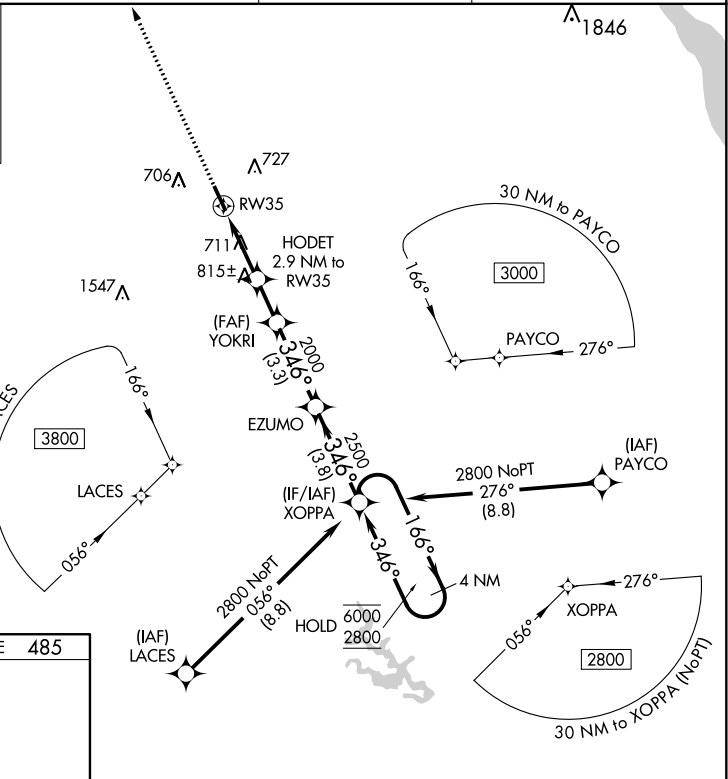 1846
727
706
RW35
30 NM to PAYCO
711
HODET
2.9 NM to
RW35
815±
166°
3000
1547
(FAF)
YOKRI
PAYCO
276°
2000
346°
(3.3)
CES
166°
3800
EZUMO
2500
346°
(3.8)
(IAF)
PAYCO
2800 NoPT
276°
(8.8)
LACES
(IF/IAF)
XOPPA
166°
346°
056°
4 NM
276°
2800 NoPT
056°
(8.8)
HOLD
6000
2800
XOPPA
056°
E 485
(IAF)
LACES
2800
30 NM to XOPPA (NoPT)